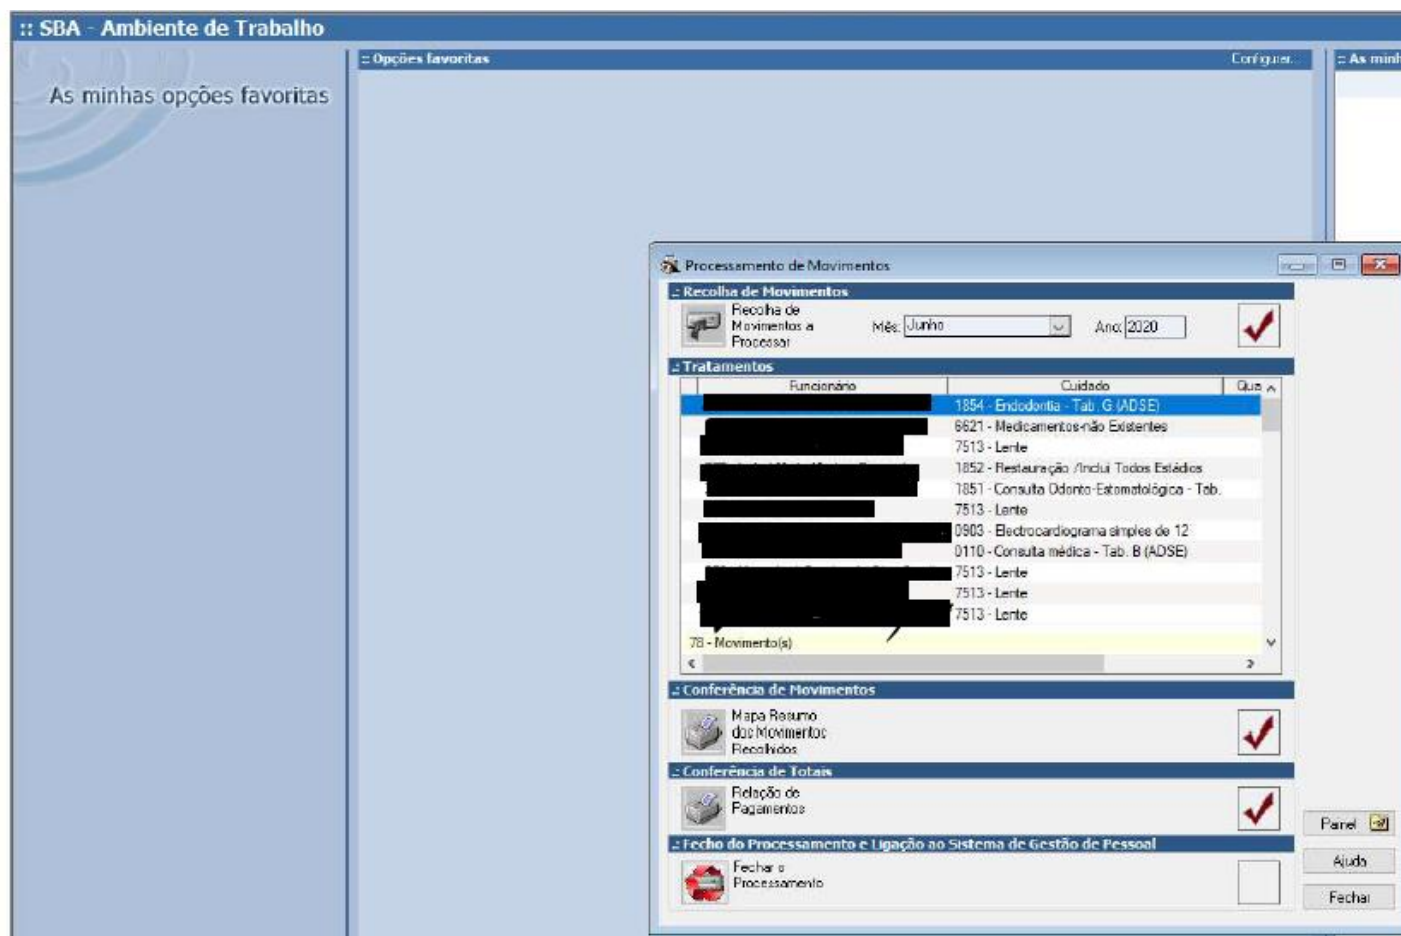 :: SBA - Ambiente de Trabalho
As minhas opções favoritas
:: Opções favoritas
Configurar...
:: As minh
Processamento de Movimentos
.: Recolha de Movimentos
Recolha de
Movimentos a
Processar
Mês: Junho
Ano: 2020
.: Tratamentos
Funcionário
Cuidado
Qua
1854 - Endodontia - Tab. G (ADSE)
6621 - Medicamentos-não Existentes
7513 - Lente
1852 - Restauração /Inclui Todos Estádios
1851 - Consulta Odonto-Estomatológica - Tab.
7513 - Lente
0903 - Electrocardiograma simples de 12
0110 - Consulta médica - Tab. B (ADSE)
7513 - Lente
7513 - Lente
7513 - Lente
78 - Movimento(s)
.: Conferência de Movimentos
Mapa Resumo
dos Movimentos
Recolhidos
.: Conferência de Totais
Relação de
Pagamentos
.: Fecho do Processamento e Ligação ao Sistema de Gestão de Pessoal
Fechar o
Processamento
Painel
Ajuda
Fechar